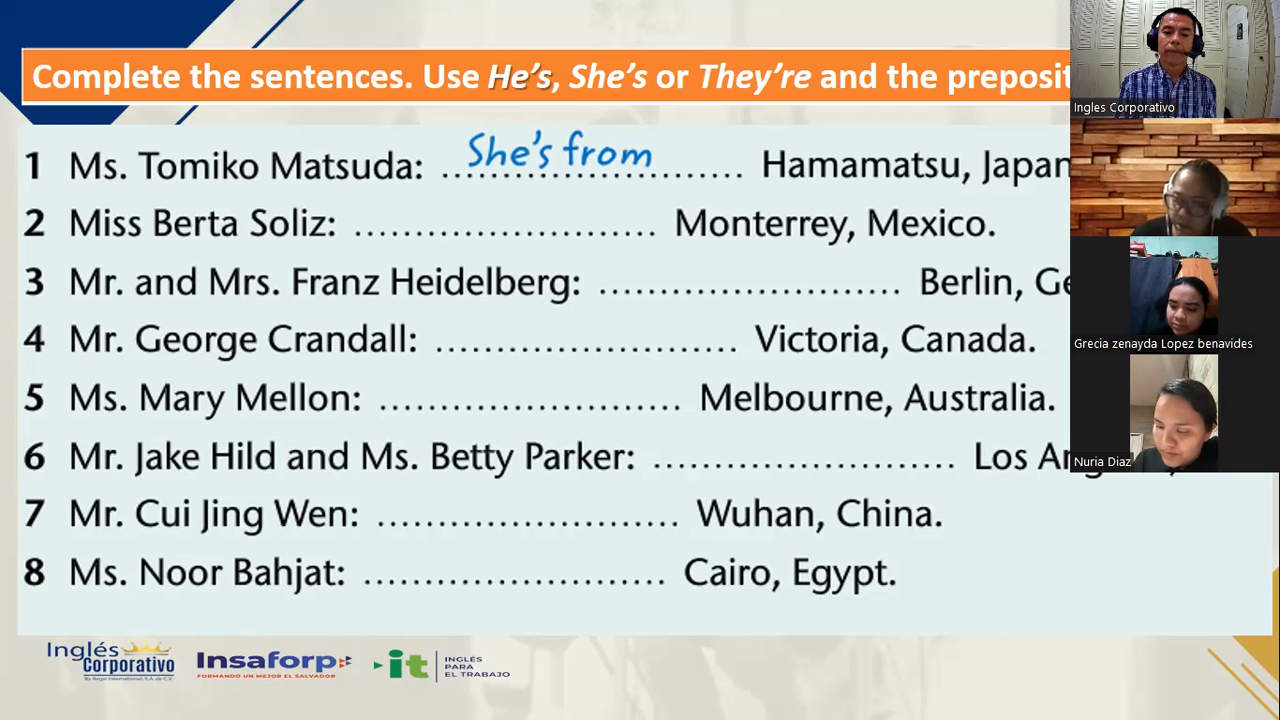 Complete the sentences. Use He's, She's or They're and the
1 Ms. Tomiko Matsuda: She's from Hamamatsu, Japan
2 Miss Berta Soliz: ......................... Monterrey, Mexico.
3 Mr. and Mrs. Franz Heidelberg: ......................... Berlin,
4 Mr. George Crandall: ......................... Victoria, Canada.
5 Ms. Mary Mellon: ......................... Melbourne, Australia.
6 Mr. Jake Hild and Ms. Betty Parker: ......................... Los
7 Mr. Cui Jing Wen: ......................... Wuhan, China.
8 Ms. Noor Bahjat: ......................... Cairo, Egypt.
Ingles Corporativo
Grecia zenayda Lopez benavides
Nuria Diaz
Inglés
Corporativo
By Angel International, S.A. de C.V.
Insaforp
FORMANDO UN MEJOR EL SALVADOR
it
INGLÉS
PARA
EL TRABAJO